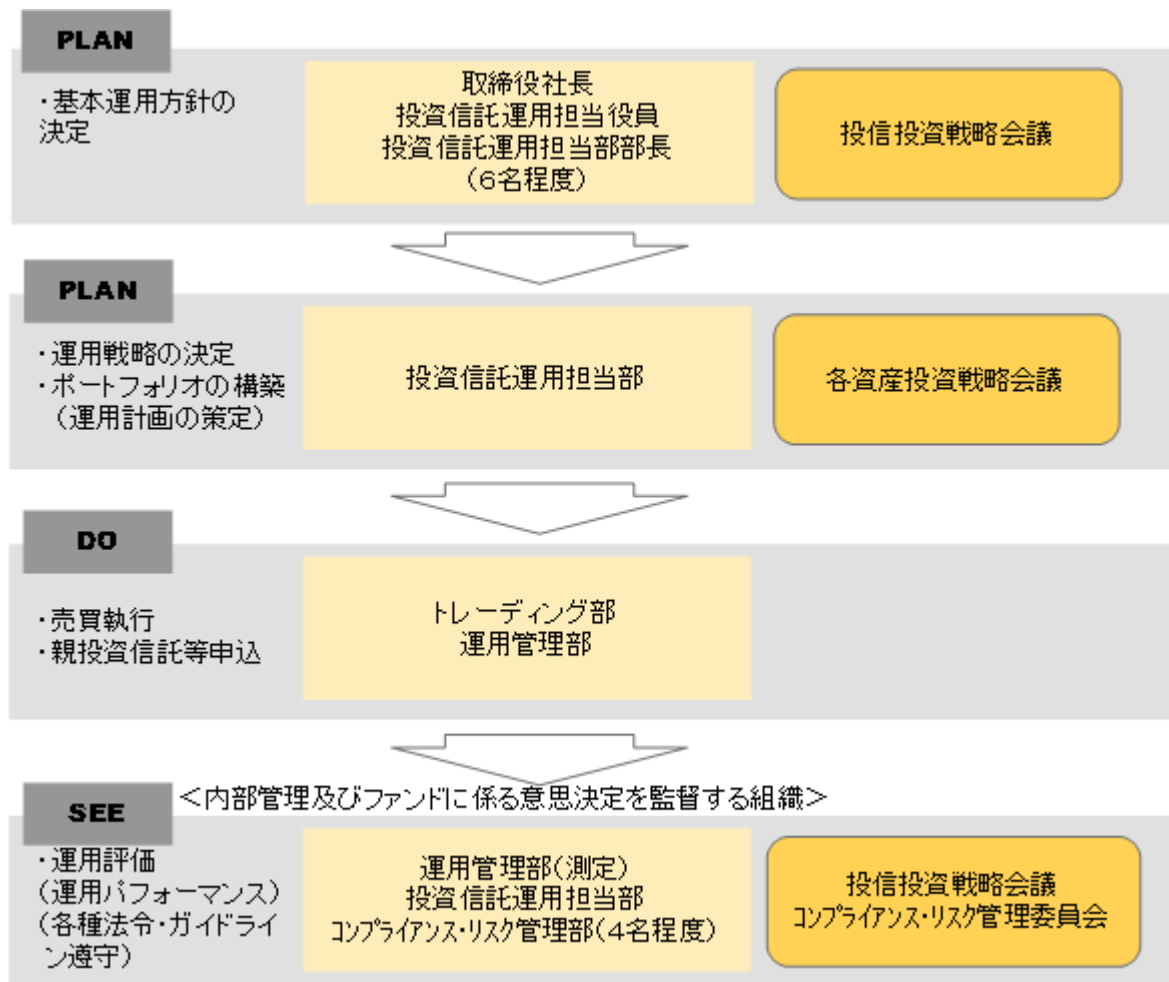 PLAN
・基本運用方針の
決定
取締役社長
投資信託運用担当役員
投資信託運用担当部部長
（６名程度）
投信投資戦略会議
PLAN
・運用戦略の決定
・ポートフォリオの構築
（運用計画の策定）
投資信託運用担当部
各資産投資戦略会議
DO
・売買執行
・親投資信託等申込
トレーディング部
運用管理部
SEE
＜内部管理及びファンドに係る意思決定を監督する組織＞
・運用評価
（運用パフォーマンス）
（各種法令・ガイドライ
ン遵守）
運用管理部（測定）
投資信託運用担当部
コンプライアンス・リスク管理部（４名程度）
投信投資戦略会議
コンプライアンス・リスク管理委員会